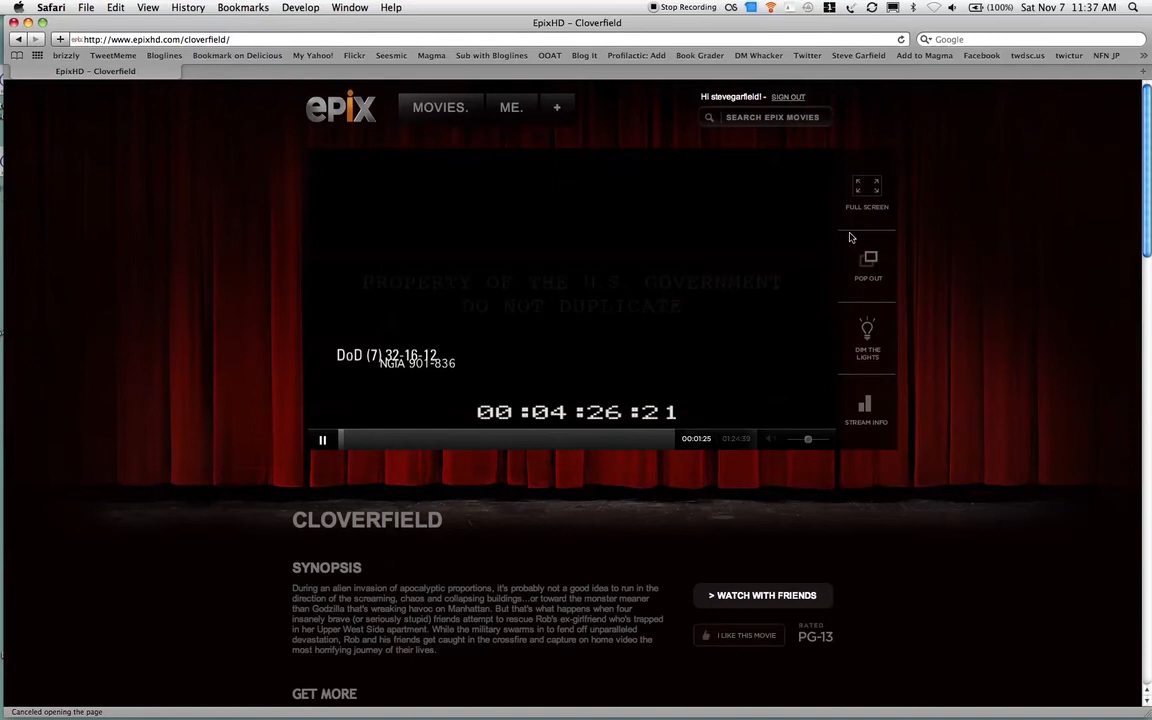 Safari File Edit View History Bookmarks Develop Window Help Stop Recording OS 1 (100%) Sat Nov 7 11:37 AM
EpixHD – Cloverfield
http://www.epixhd.com/cloverfield/ Google
brizzly TweetMeme Bloglines Bookmark on Delicious My Yahoo! Flickr Seesmic Magma Sub with Bloglines OOAT Blog It Profilactic: Add Book Grader DM Whacker Twitter Steve Garfield Add to Magma Facebook twdsc.us twictur NFN JP
EpixHD – Cloverfield
epix MOVIES. ME. +
Hi stevegarfield! - SIGN OUT
SEARCH EPIX MOVIES
FULL SCREEN
POP OUT
DIM THE
LIGHTS
STREAM INFO
PROPERTY OF THE U.S. GOVERNMENT
DO NOT DUPLICATE
DoD (7) 32-16-12
NGIA 901-836
00:04:26:21
00:01:25 01:24:39
CLOVERFIELD
SYNOPSIS
During an alien invasion of apocalyptic proportions, it's probably not a good idea to run in the
direction of the screaming, chaos and collapsing buildings...or toward the monster meaner
than Godzilla that's wreaking havoc on Manhattan. But that's what happens when four
insanely brave (or seriously stupid) friends attempt to rescue Rob's ex-girlfriend who's trapped
in her Upper West Side apartment. While the military swarms in to fend off unparalleled
devastation, Rob and his friends get caught in the crossfire and capture on home video the
most horrifying journey of their lives.
> WATCH WITH FRIENDS
I LIKE THIS MOVIE
RATED
PG-13
GET MORE
Canceled opening the page